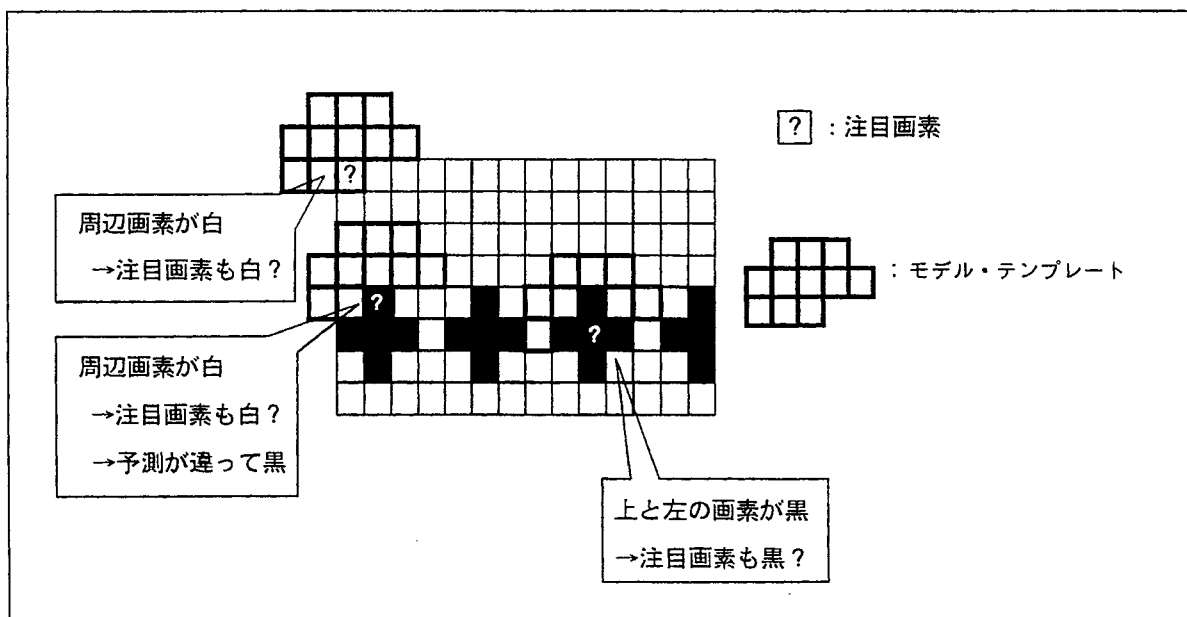 ? ：注目画素
?
周辺画素が白
→注目画素も白？
：モデル・テンプレート
?
?
周辺画素が白
→注目画素も白？
→予測が違って黒
上と左の画素が黒
→注目画素も黒？